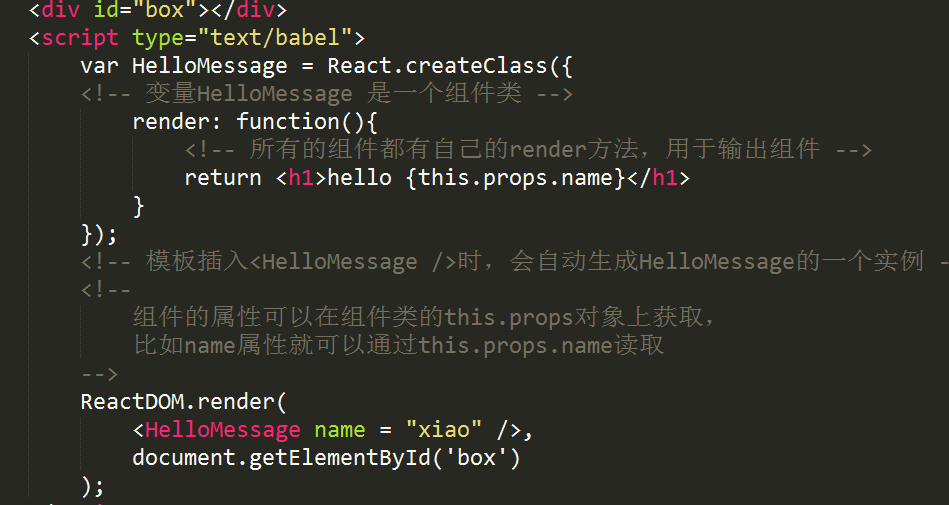 <div id="box"></div>
<script type="text/babel">
var HelloMessage = React.createClass({
<!-- 变量HelloMessage 是一个组件类 -->
render: function(){
<!-- 所有的组件都有自己的render方法，用于输出组件 -->
return <h1>hello {this.props.name}</h1>
}
});
<!-- 模板插入<HelloMessage />时，会自动生成HelloMessage的一个实例 -
<!--
组件的属性可以在组件类的this.props对象上获取，
比如name属性就可以通过this.props.name读取
-->
ReactDOM.render(
<HelloMessage name = "xiao" />,
document.getElementById('box')
);